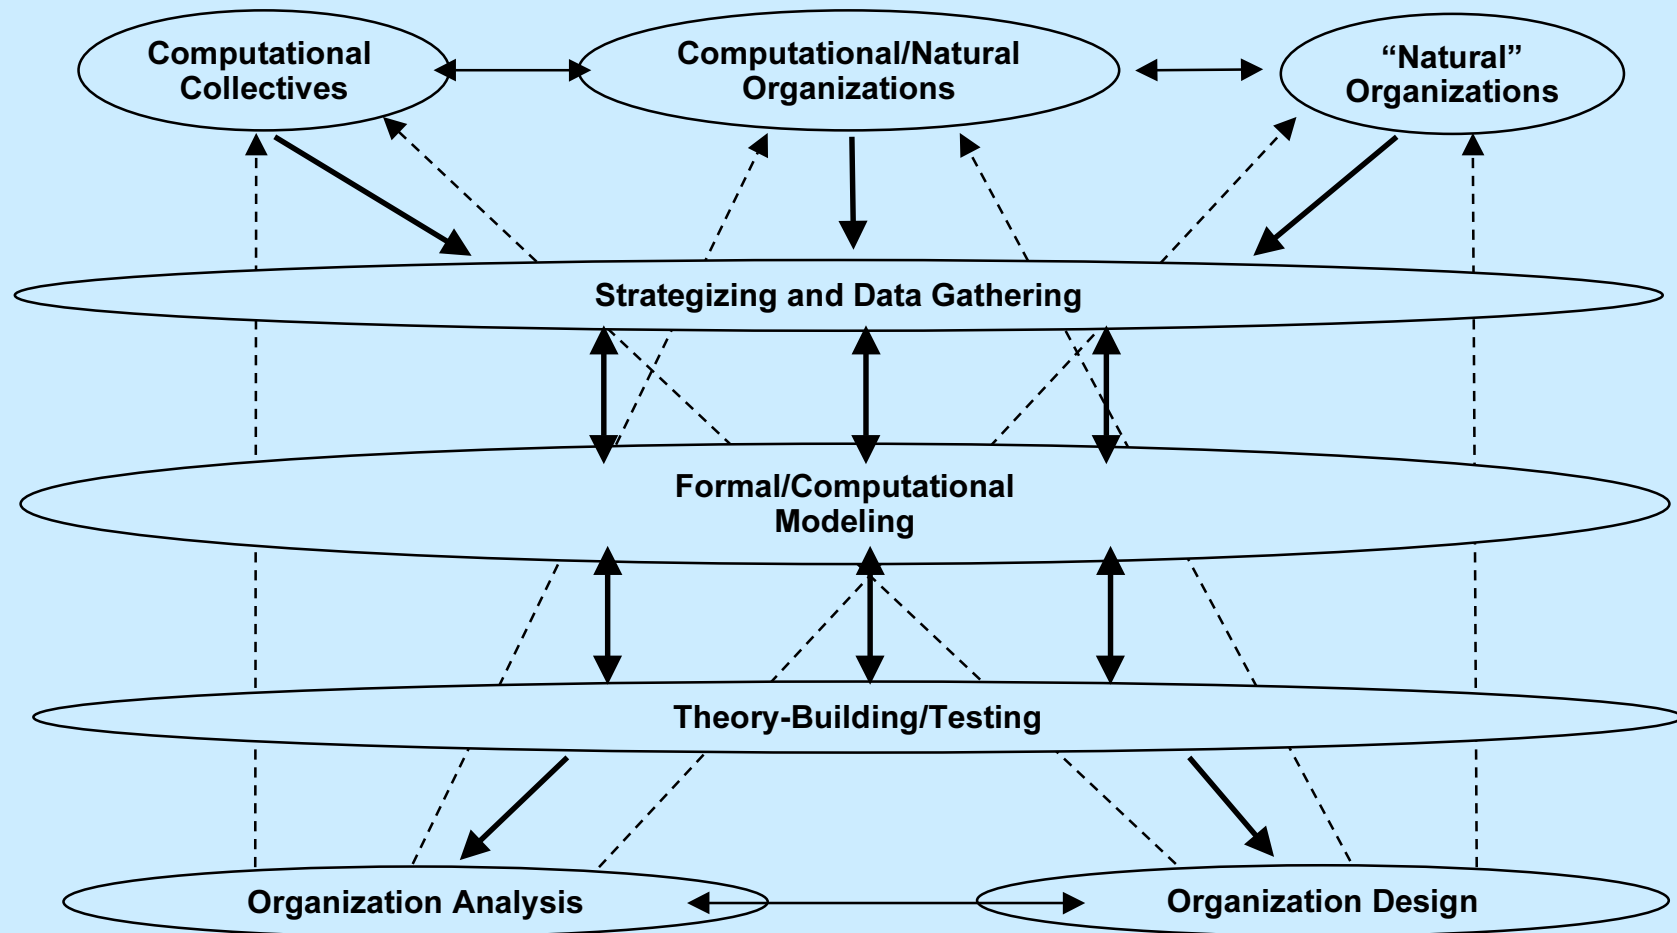 Computational
Collectives
Computational/Natural
Organizations
“Natural”
Organizations
Strategizing and Data Gathering
Formal/Computational
Modeling
Theory-Building/Testing
Organization Analysis
Organization Design